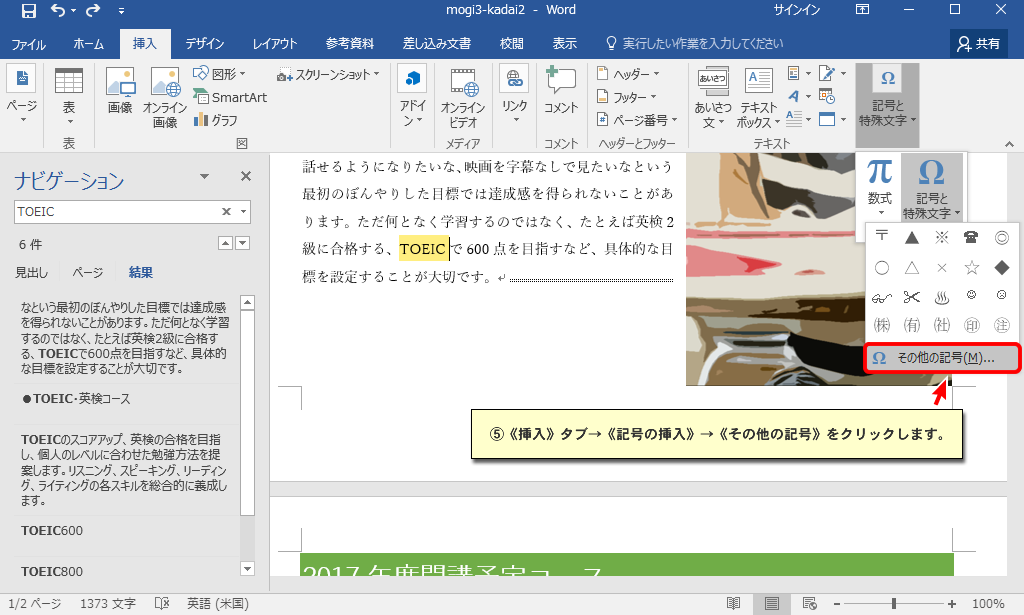 mogi3-kadai2 - Word
サインイン
ファイル ホーム 挿入 デザイン レイアウト 参考資料 差し込み文書 校閲 表示 実行したい作業を入力してください 共有
ページ
表
画像
オンライン
画像
図形
SmartArt
グラフ
スクリーンショット
アドイ
ン
オンライン
ビデオ
リンク
コメント
ヘッダー
フッター
ページ番号
あいさつ
あいさつ
文
テキスト
ボックス
記号と
特殊文字
表
図
メディア
コメント
ヘッダーとフッター
テキスト
ナビゲーション
TOEIC
6 件
見出し ページ 結果
なという最初のぼんやりした目標では達成感
を得られないことがあります。ただ何となく学習
するのではなく、たとえば英検2級に合格す
る、TOEICで600点を目指すなど、具体的
な目標を設定することが大切です。
●TOEIC・英検コース
TOEICのスコアアップ、英検の合格を目指
し、個人のレベルに合わせた勉強方法を提
案します。リスニング、スピーキング、リーディン
グ、ライティングの各スキルを総合的に養成し
ます。
TOEIC600
TOEIC800
話せるようになりたいな、映画を字幕なしで見たいなという
最初のぼんやりした目標では達成感を得られないことがあ
ります。ただ何となく学習するのではなく、たとえば英検 2
級に合格する、TOEIC で 600 点を目指すなど、具体的な目
標を設定することが大切です。
π
数式
Ω
記号と
特殊文字
〒 ▲ ※ ☎ ◎
○ △ × ☆ ◆
㈱ ㈲ ㈳ ㊞ ㊟
Ω その他の記号(M)...
⑤《挿入》タブ→《記号の挿入》→《その他の記号》をクリックします。
2017 年度開講予定コース
1/2 ページ 1373 文字 英語 (米国) 100%